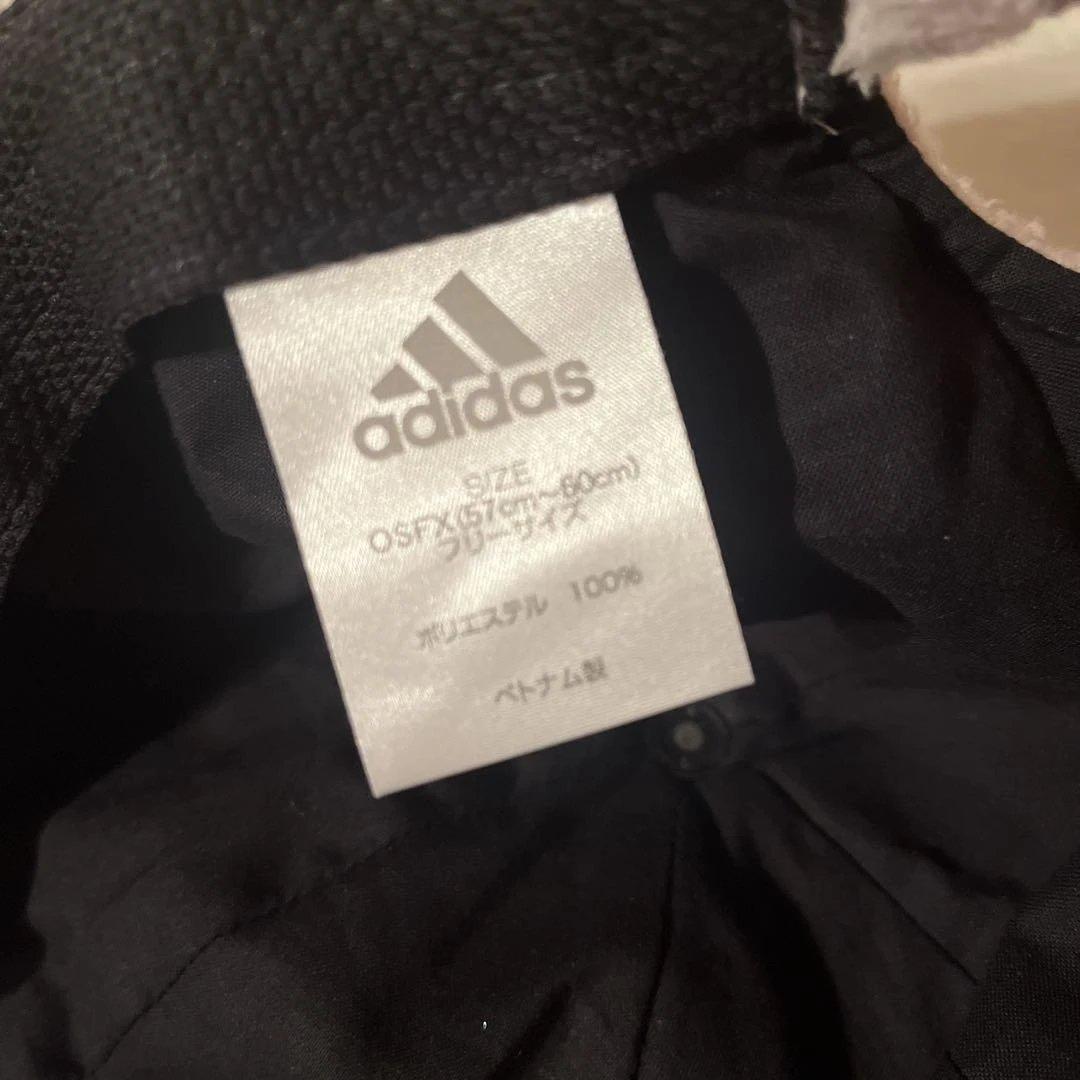 adidas
SIZE
OSFX(57cm~60cm)
フリーサイズ
ポリエステル 100%
ベトナム製